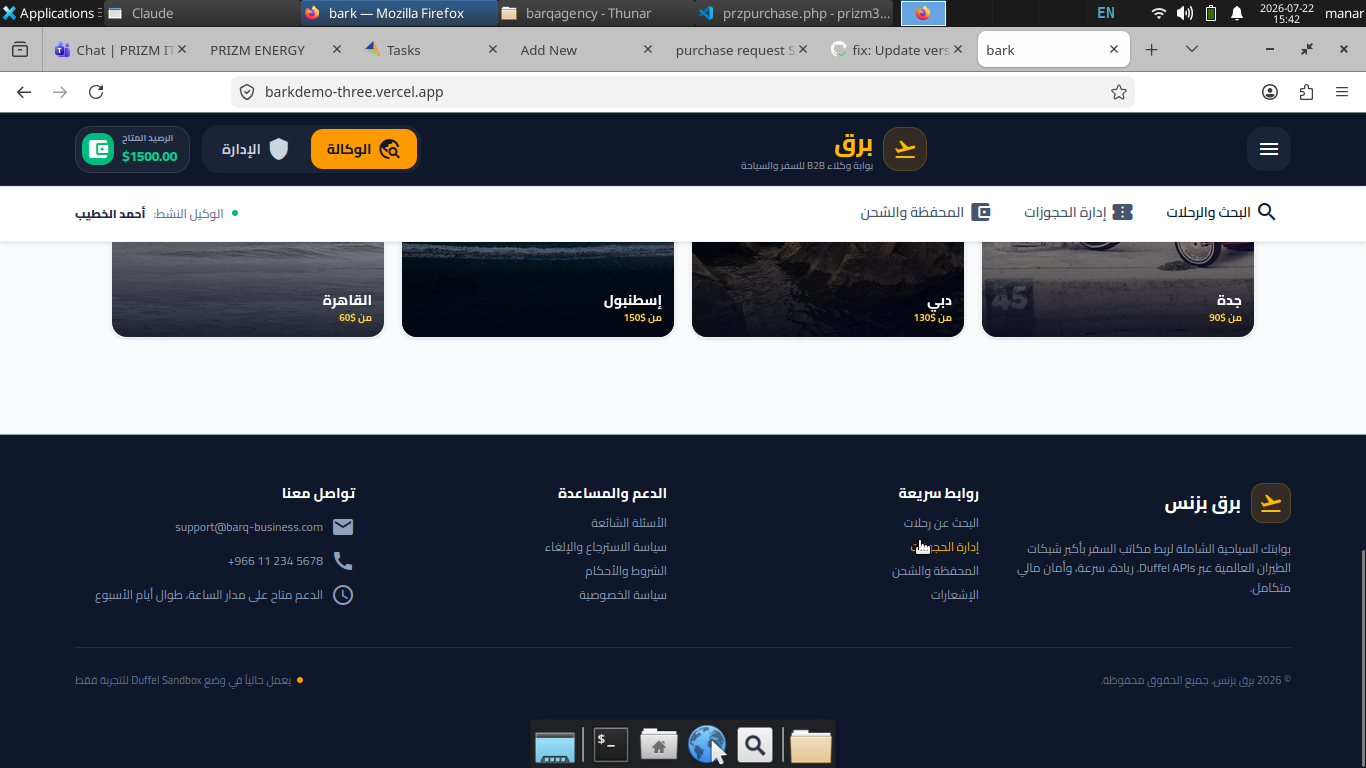 Applications
Claude
bark — Mozilla Firefox
barqagency - Thunar
przpurchase.php - prizm3...
EN
2026-07-22
15:42
manar
Chat | PRIZM IT
PRIZM ENERGY
Tasks
Add New
purchase request S
fix: Update vers
bark
barkdemo-three.vercel.app
برق
بوابة وكلاء B2B للسفر والسياحة
الوكالة
الإدارة
الرصيد المتاح
$1500.00
البحث والرحلات
إدارة الحجوزات
المحفظة والشحن
الوكيل النشط: أحمد الخطيب
45
جدة
من $90
دبي
من $130
إسطنبول
من $150
القاهرة
من $60
برق بزنس
بوابتك السياحية الشاملة لربط مكاتب السفر بأكبر شبكات
الطيران العالمية عبر Duffel APIs. ريادة، سرعة، وأمان مالي
متكامل.
روابط سريعة
البحث عن رحلات
إدارة الحجوزات
المحفظة والشحن
الإشعارات
الدعم والمساعدة
الأسئلة الشائعة
سياسة الاسترجاع والإلغاء
الشروط والأحكام
سياسة الخصوصية
تواصل معنا
support@barq-business.com
+966 11 234 5678
الدعم متاح على مدار الساعة، طوال أيام الأسبوع
© 2026 برق بزنس. جميع الحقوق محفوظة.
يعمل حالياً في وضع Duffel Sandbox للتجربة فقط
$_